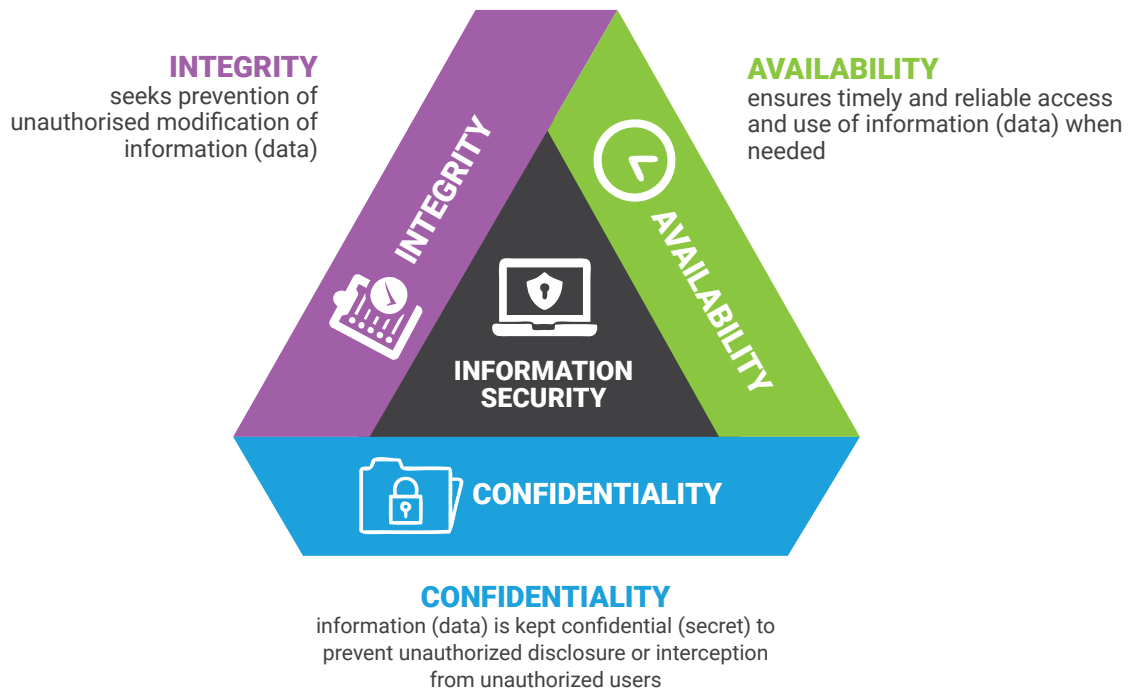 INTEGRITY
seeks prevention of
unauthorised modification of
information (data)
AVAILABILITY
ensures timely and reliable access
and use of information (data) when
needed
INTEGRITY
AVAILABILITY
INFORMATION
SECURITY
CONFIDENTIALITY
CONFIDENTIALITY
information (data) is kept confidential (secret) to
prevent unauthorized disclosure or interception
from unauthorized users